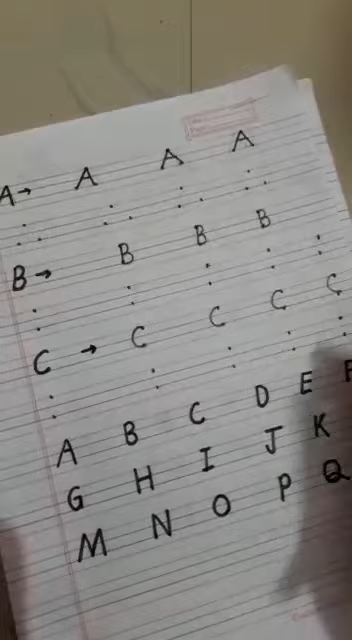 A→ A A A
B→ B B B
C → C C C C
A B C D E F
G H I J K
M N O P Q